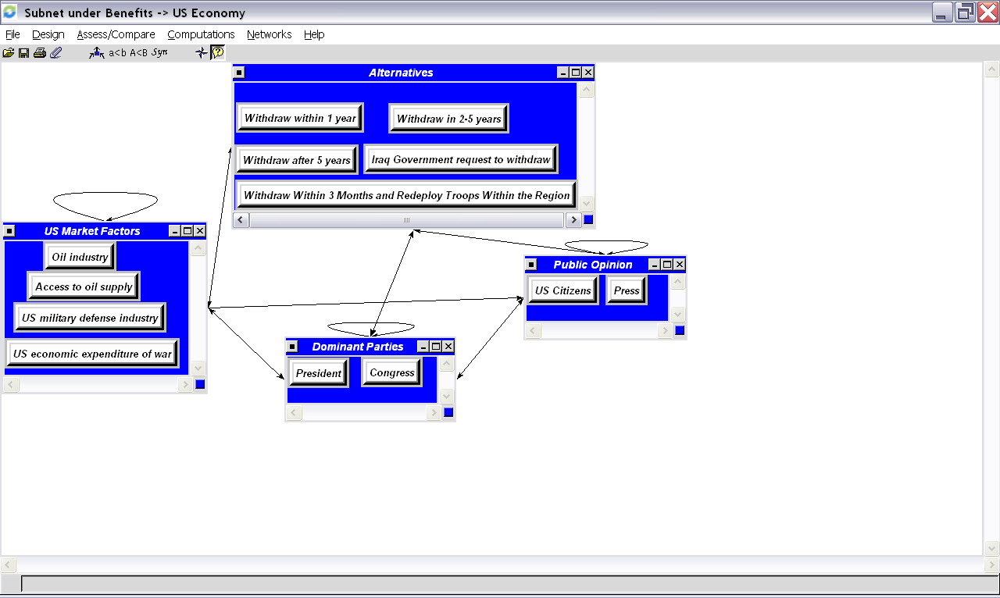 Subnet under Benefits -> US Economy
File Design Assess/Compare Computations Networks Help
a<b A<B Syn ?
Alternatives
Withdraw within 1 year Withdraw in 2-5 years
Withdraw after 5 years Iraq Government request to withdraw
Withdraw Within 3 Months and Redeploy Troops Within the Region
US Market Factors
Oil industry
Access to oil supply
US military defense industry
US economic expenditure of war
Public Opinion
US Citizens Press
Dominant Parties
President Congress